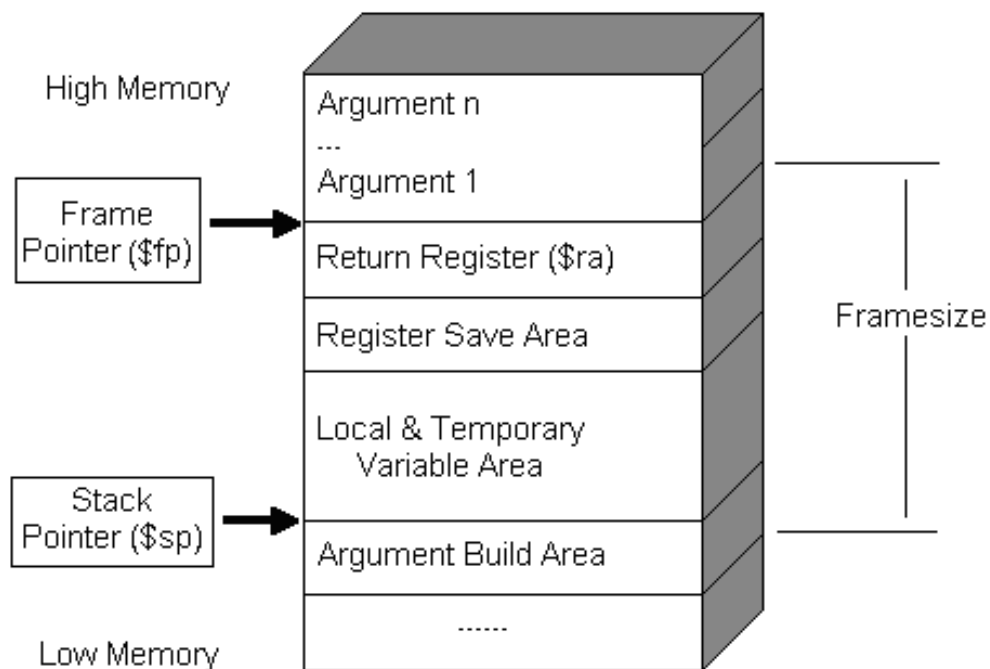 High Memory
Argument n
...
Argument 1
Frame
Pointer ($fp)
Return Register ($ra)
Register Save Area
Framesize
Local & Temporary
Variable Area
Stack
Pointer ($sp)
Argument Build Area
......
Low Memory